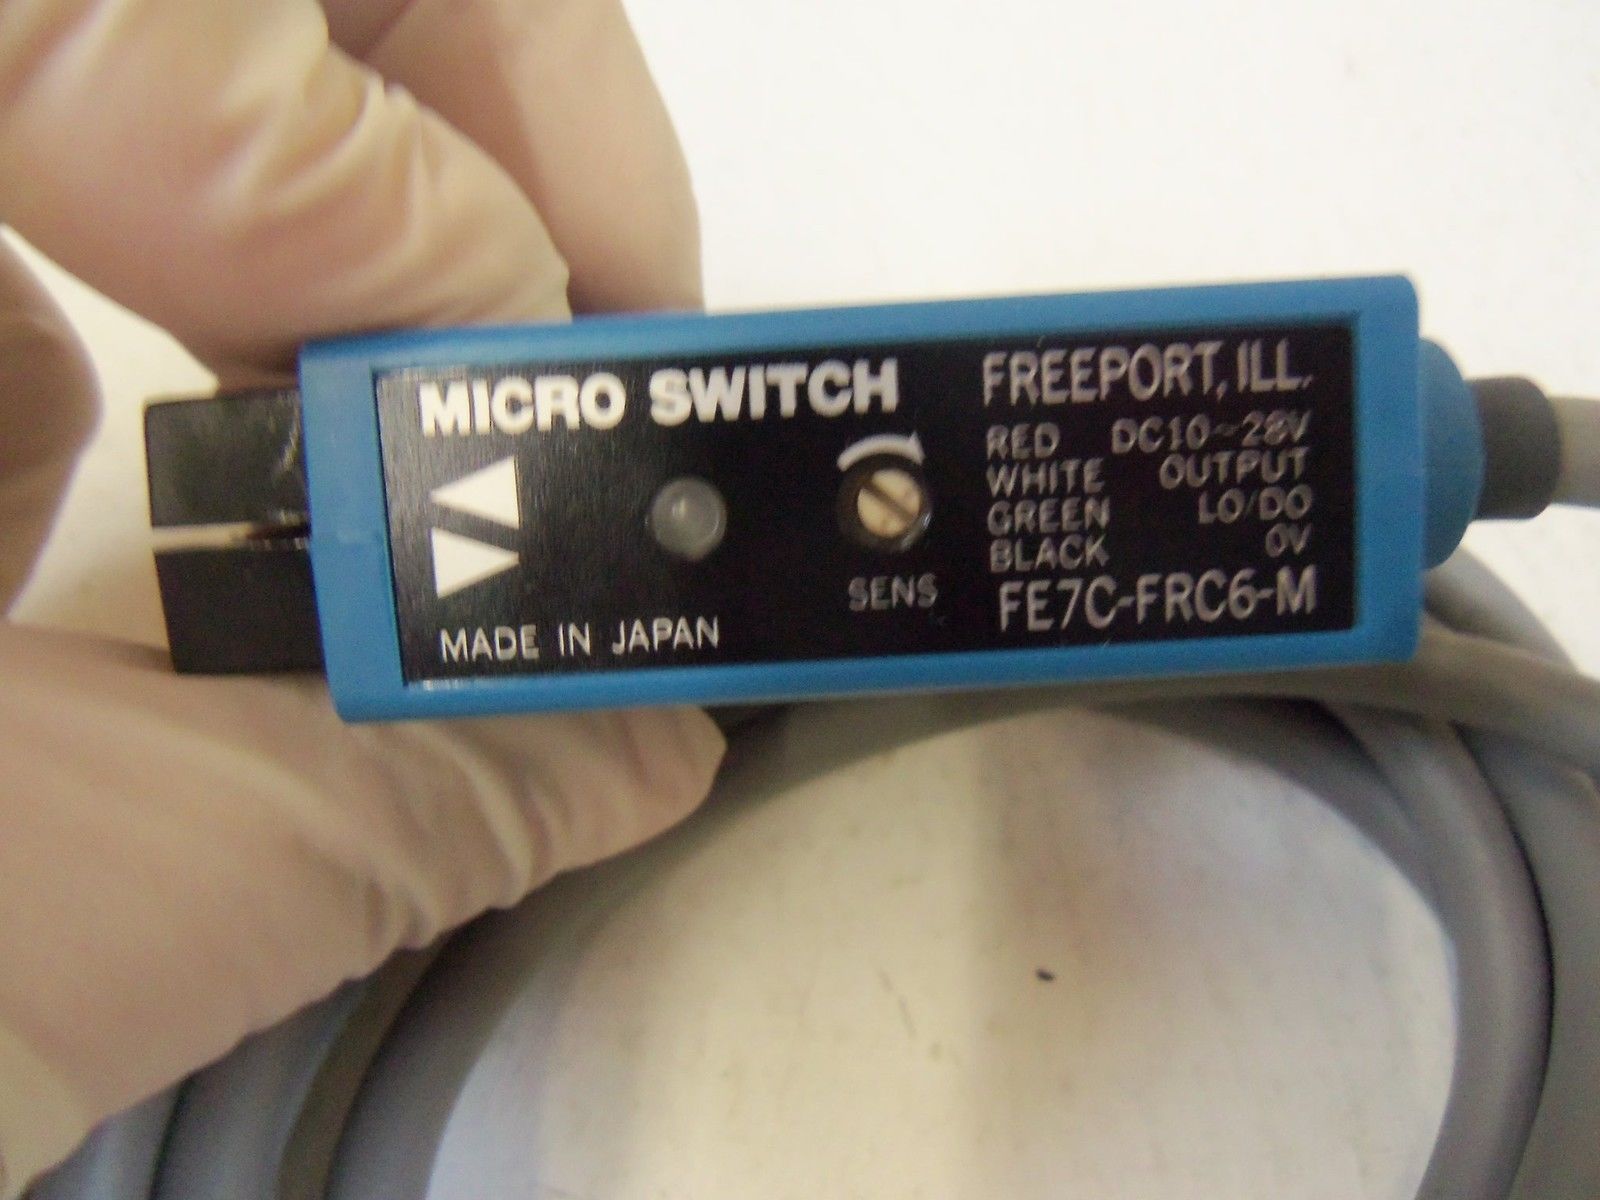 MICRO SWITCH
SENS
MADE IN JAPAN
FREEPORT, ILL.
RED DC10~28V
WHITE OUTPUT
GREEN LO/DO
BLACK 0V
FE7C-FRC6-M